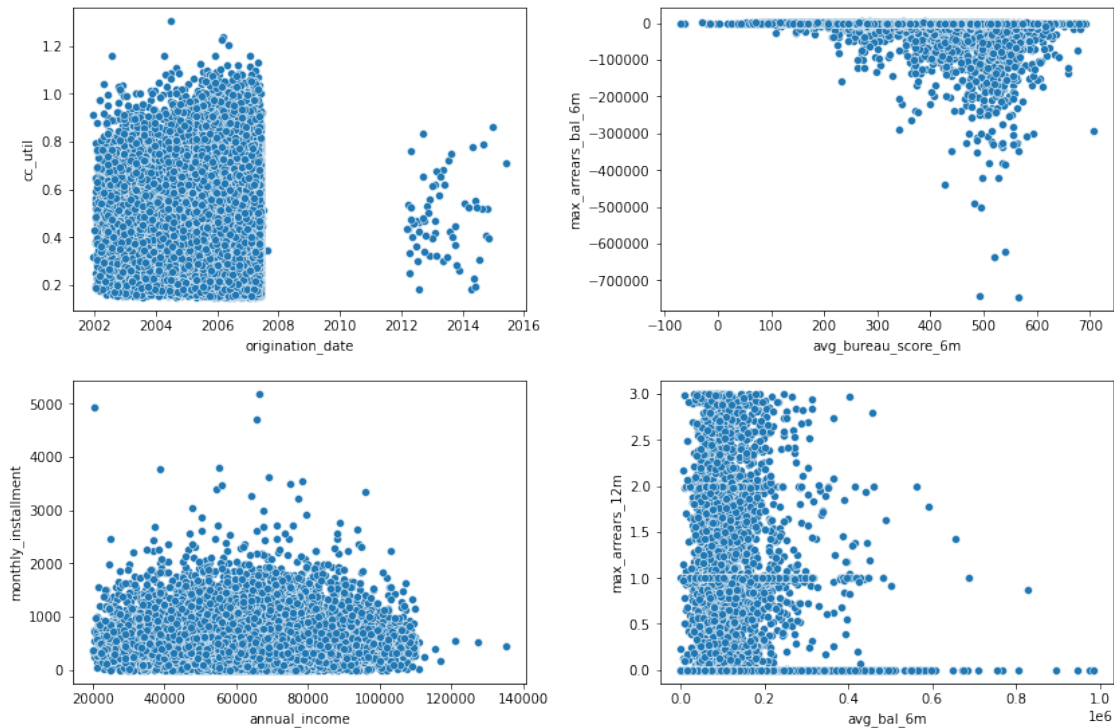 1.2
1.0
0.8
0.6
0.4
0.2
cc_util
2002 2004 2006 2008 2010 2012 2014 2016
origination_date
0
−100000
−200000
−300000
−400000
−500000
−600000
−700000
max_arrears_bal_6m
−100 0 100 200 300 400 500 600 700
avg_bureau_score_6m
5000
4000
3000
2000
1000
0
monthly_installment
20000 40000 60000 80000 100000 120000 140000
annual_income
3.0
2.5
2.0
1.5
1.0
0.5
0.0
max_arrears_12m
0.0 0.2 0.4 0.6 0.8 1.0
1e6
avg_bal_6m